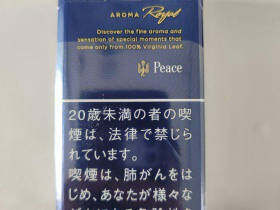 AROMA Royal
Discover the fine aroma and
sensation of special moments that
come only from 100% Virginia Leaf.
Peace
20歳未満の者の喫
煙は、法律で禁じら
れています。
喫煙は、肺がんをは
じめ、あなたが様々な